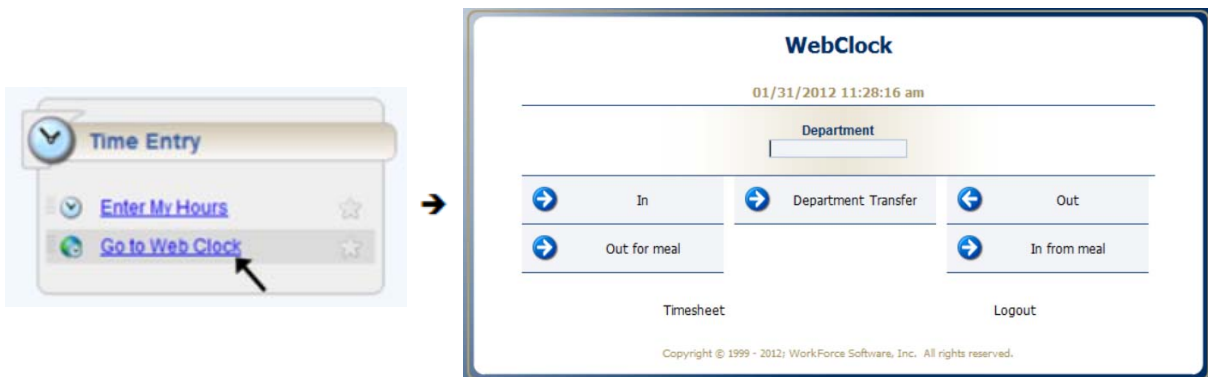 Time Entry
Enter My Hours
Go to Web Clock
WebClock
01/31/2012 11:28:16 am
Department
In
Department Transfer
Out
Out for meal
In from meal
Timesheet
Logout
Copyright © 1999 - 2012; WorkForce Software, Inc. All rights reserved.